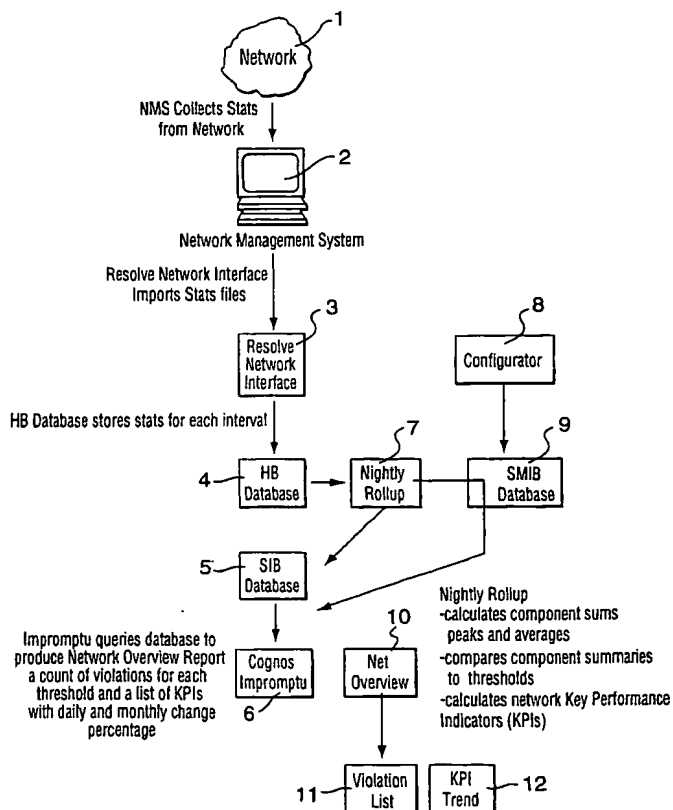 1
Network
NMS Collects Stats
from Network
2
Network Management System
Resolve Network Interface
Imports Stats files
3
Resolve
Network
Interface
8
Configurator
HB Database stores stats for each interval
7
9
4
HB
Database
Nightly
Rollup
SMIB
Database
5
SIB
Database
Nightly Rollup
-calculates component sums
peaks and averages
-compares component summaries
to thresholds
-calculates network Key Performance
Indicators (KPIs)
10
Impromptu queries database to
produce Network Overview Report
a count of violations for each
threshold and a list of KPIs
with daily and monthly change
percentage
Cognos
Impromptu
6
Net
Overview
11
Violation
List
KPI
Trend
12